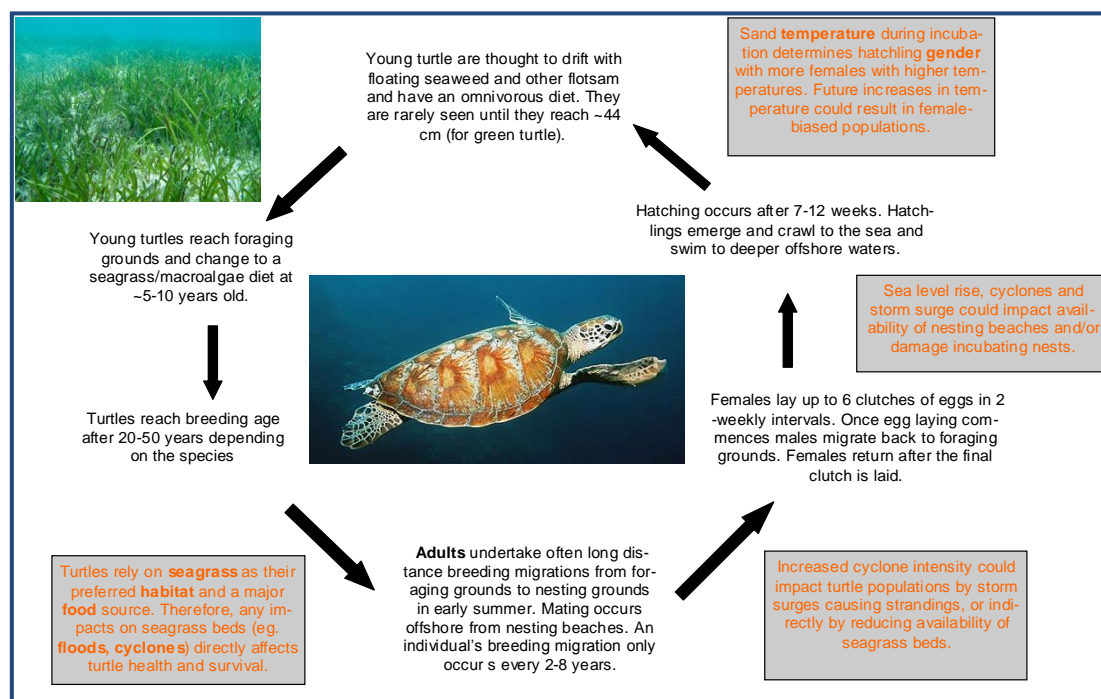 Young turtle are thought to drift with
floating seaweed and other flotsam
and have an omnivorous diet. They
are rarely seen until they reach ~44
cm (for green turtle).
Sand temperature during incuba-
tion determines hatchling gender
with more females with higher tem-
peratures. Future increases in tem-
perature could result in female-
biased populations.
Hatching occurs after 7-12 weeks. Hatch-
lings emerge and crawl to the sea and
swim to deeper offshore waters.
Young turtles reach foraging
grounds and change to a
seagrass/macroalgae diet at
~5-10 years old.
Sea level rise, cyclones and
storm surge could impact avail-
ability of nesting beaches and/or
damage incubating nests.
Turtles reach breeding age
after 20-50 years depending
on the species
Females lay up to 6 clutches of eggs in 2
-weekly intervals. Once egg laying com-
mences males migrate back to foraging
grounds. Females return after the final
clutch is laid.
Adults undertake often long dis-
tance breeding migrations from for-
aging grounds to nesting grounds
in early summer. Mating occurs
offshore from nesting beaches. An
individual's breeding migration only
occur s every 2-8 years.
Turtles rely on seagrass as their
preferred habitat and a major
food source. Therefore, any im-
pacts on seagrass beds (eg.
floods, cyclones) directly affects
turtle health and survival.
Increased cyclone intensity could
impact turtle populations by storm
surges causing strandings, or indi-
rectly by reducing availability of
seagrass beds.